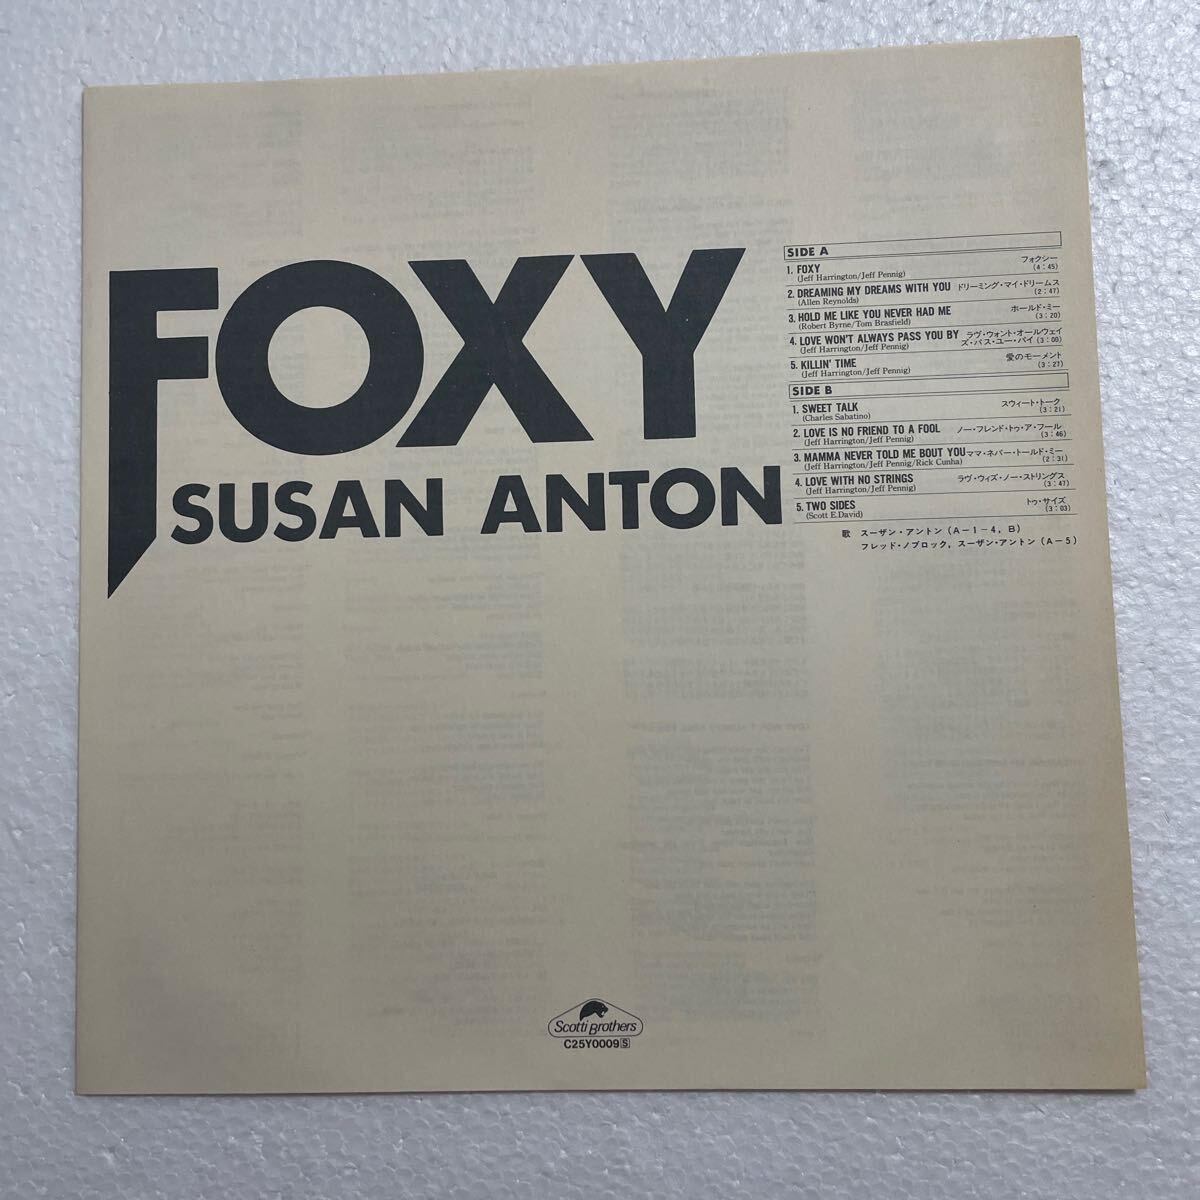 FOXY
SUSAN ANTON
SIDE A
1. FOXY フォクシー
(Jeff Harrington/Jeff Pennig) (4:45)
2. DREAMING MY DREAMS WITH YOU ドリーミング・マイ・ドリームス
(Allen Reynolds) (2:47)
3. HOLD ME LIKE YOU NEVER HAD ME ホールド・ミー
(Robert Byrne/Tom Brasfield) (3:20)
4. LOVE WON'T ALWAYS PASS YOU BY ラヴ・ウォント・オールウェイ
(Jeff Harrington/Jeff Pennig) ズ・パス・ユー・バイ (3:00)
5. KILLIN' TIME 愛のモーメント
(Jeff Harrington/Jeff Pennig) (3:27)
SIDE B
1. SWEET TALK スウィート・トーク
(Charles Sabatino) (3:21)
2. LOVE IS NO FRIEND TO A FOOL ノー・フレンド・トゥ・ア・フール
(Jeff Harrington/Jeff Pennig) (3:46)
3. MAMMA NEVER TOLD ME BOUT YOU ママ・ネバー・トールド・ミー
(Jeff Harrington/Jeff Pennig/Rick Cunha) (2:31)
4. LOVE WITH NO STRINGS ラヴ・ウィズ・ノー・ストリングス
(Jeff Harrington/Jeff Pennig) (3:47)
5. TWO SIDES トゥ・サイズ
(Scott E.David) (3:03)
歌 スーザン・アントン (A-1-4, B)
フレッド・ノブロック, スーザン・アントン (A-5)
Scotti Brothers
C25Y0009 S